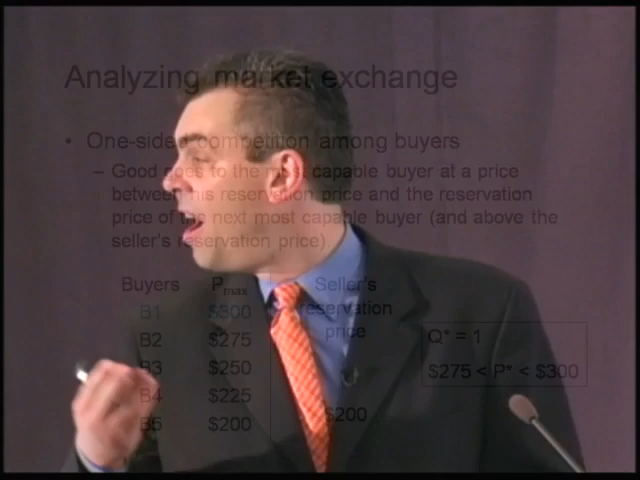 Analyzing market exchange
• One-sided competition among buyers
– Good goes to the most capable buyer at a price
between his reservation price and the reservation
price of the next most capable buyer (and above the
seller's reservation price)
Buyers Pmax Seller's
B1 $300 reservation
B2 $275 price
Q* = 1
B3 $250
$275 < P* < $300
B4 $225
$200
B5 $200